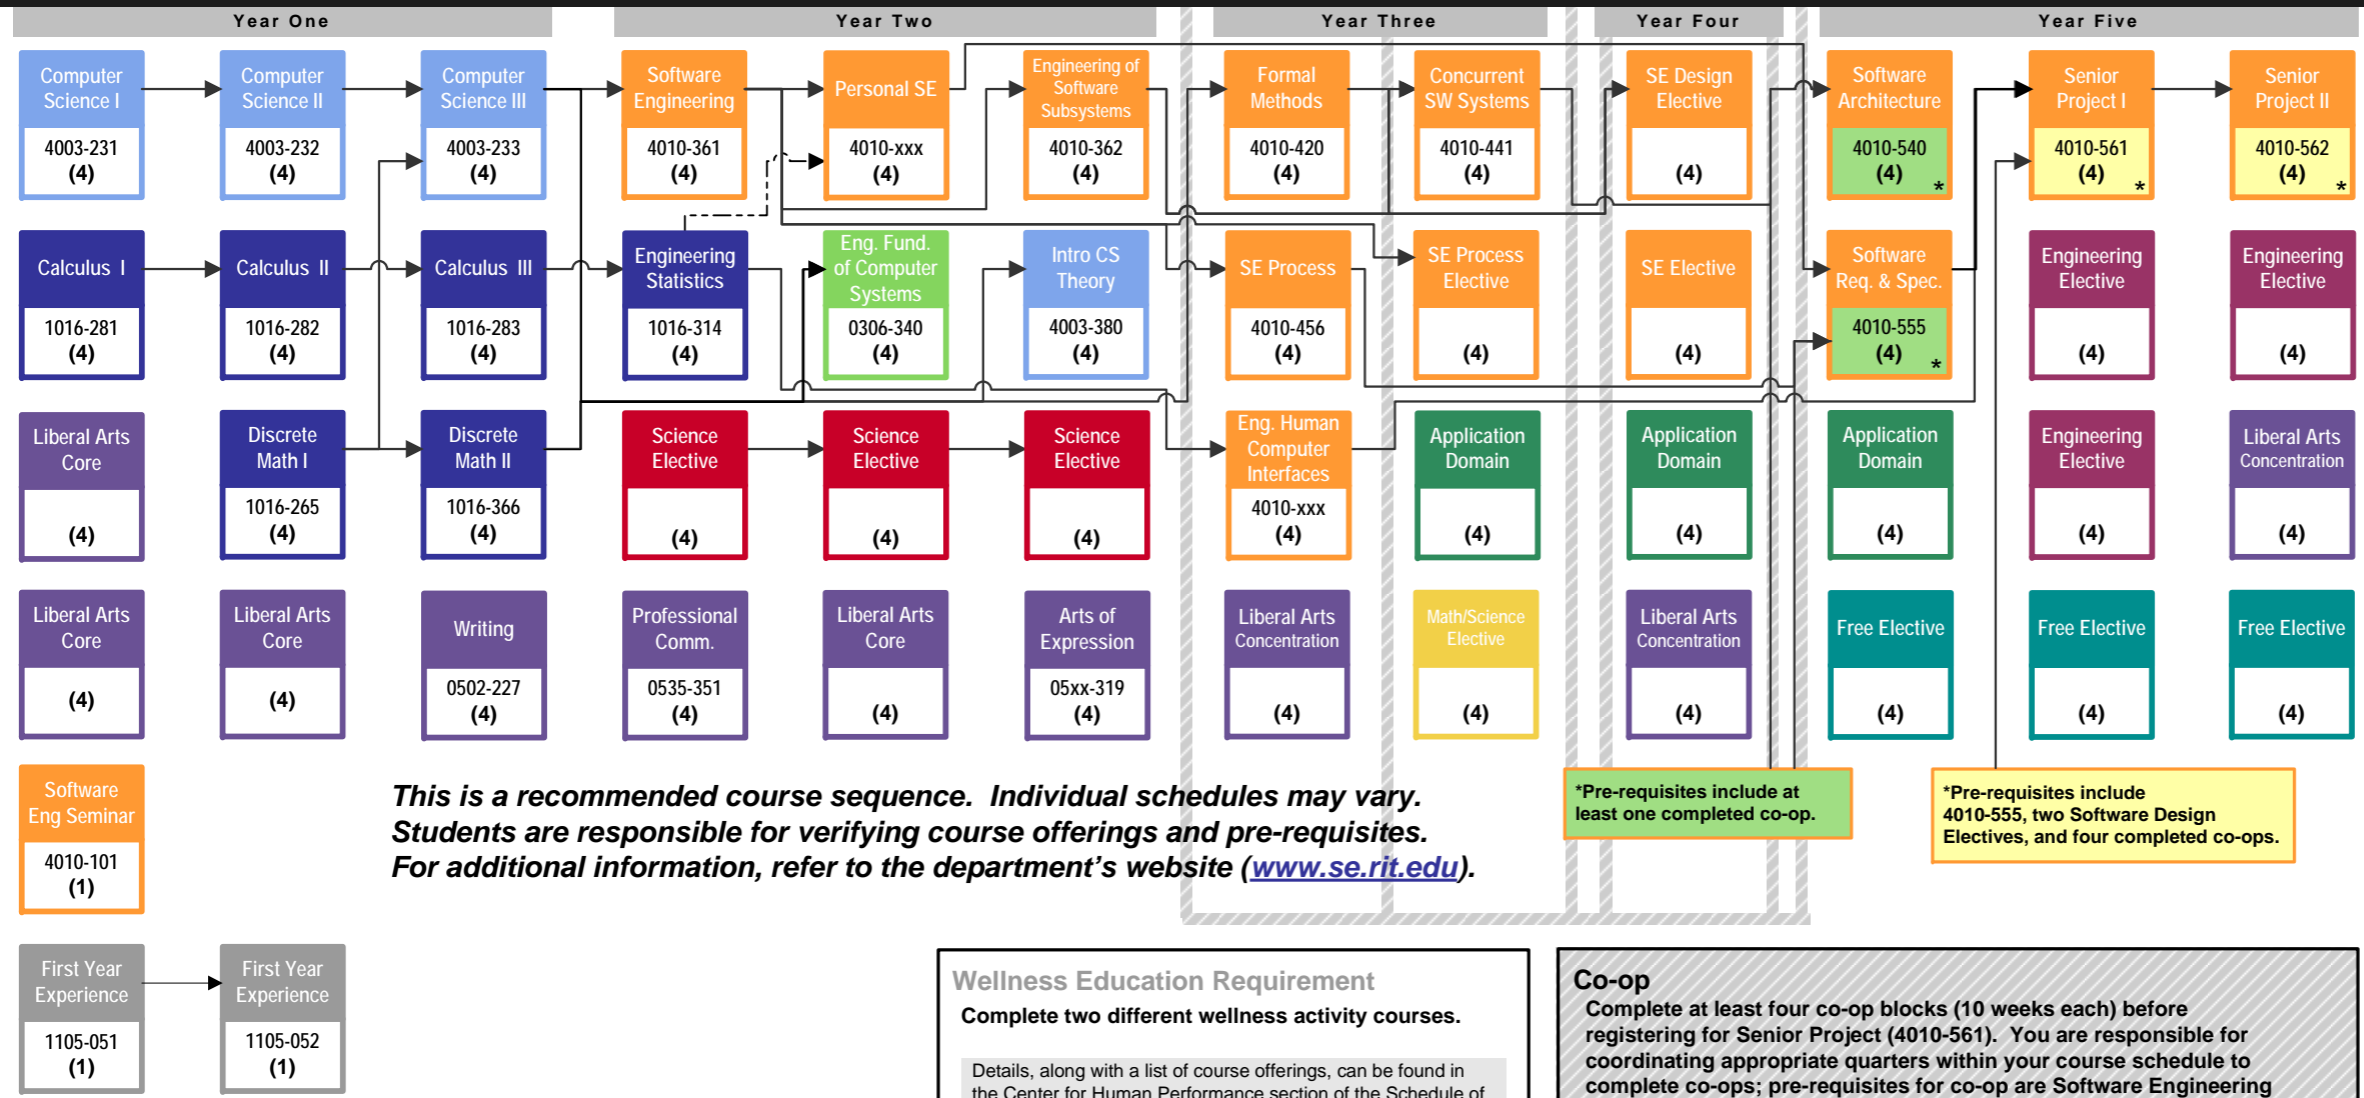 Year One
Year Two
Year Three
Year Four
Year Five
Computer
Science I
4003-231
(4)
Computer
Science II
4003-232
(4)
Computer
Science III
4003-233
(4)
Software
Engineering
4010-361
(4)
Personal SE
4010-xxx
(4)
Engineering of
Software
Subsystems
4010-362
(4)
Formal
Methods
4010-420
(4)
Concurrent
SW Systems
4010-441
(4)
SE Design
Elective
(4)
Software
Architecture
4010-540
(4)
*
Senior
Project I
4010-561
(4)
*
Senior
Project II
4010-562
(4)
*
Calculus I
1016-281
(4)
Calculus II
1016-282
(4)
Calculus III
1016-283
(4)
Engineering
Statistics
1016-314
(4)
Eng. Fund.
of Computer
Systems
0306-340
(4)
Intro CS
Theory
4003-380
(4)
SE Process
4010-456
(4)
SE Process
Elective
(4)
SE Elective
(4)
Software
Req. & Spec.
4010-555
(4)
*
Engineering
Elective
(4)
Engineering
Elective
(4)
Liberal Arts
Core
(4)
Discrete
Math I
1016-265
(4)
Discrete
Math II
1016-366
(4)
Science
Elective
(4)
Science
Elective
(4)
Science
Elective
(4)
Eng. Human
Computer
Interfaces
4010-xxx
(4)
Application
Domain
(4)
Application
Domain
(4)
Application
Domain
(4)
Engineering
Elective
(4)
Liberal Arts
Concentration
(4)
Liberal Arts
Core
(4)
Liberal Arts
Core
(4)
Writing
0502-227
(4)
Professional
Comm.
0535-351
(4)
Liberal Arts
Core
(4)
Arts of
Expression
05xx-319
(4)
Liberal Arts
Concentration
(4)
Math/Science
Elective
(4)
Liberal Arts
Concentration
(4)
Free Elective
(4)
Free Elective
(4)
Free Elective
(4)
Software
Eng Seminar
4010-101
(1)
This is a recommended course sequence. Individual schedules may vary.
Students are responsible for verifying course offerings and pre-requisites.
For additional information, refer to the department's website (www.se.rit.edu).
*Pre-requisites include at
least one completed co-op.
*Pre-requisites include
4010-555, two Software Design
Electives, and four completed co-ops.
First Year
Experience
1105-051
(1)
First Year
Experience
1105-052
(1)
Wellness Education Requirement
Complete two different wellness activity courses.
Details, along with a list of course offerings, can be found in
the Center for Human Performance section of the Schedule of
Co-op
Complete at least four co-op blocks (10 weeks each) before
registering for Senior Project (4010-561). You are responsible for
coordinating appropriate quarters within your course schedule to
complete co-ops; pre-requisites for co-op are Software Engineering